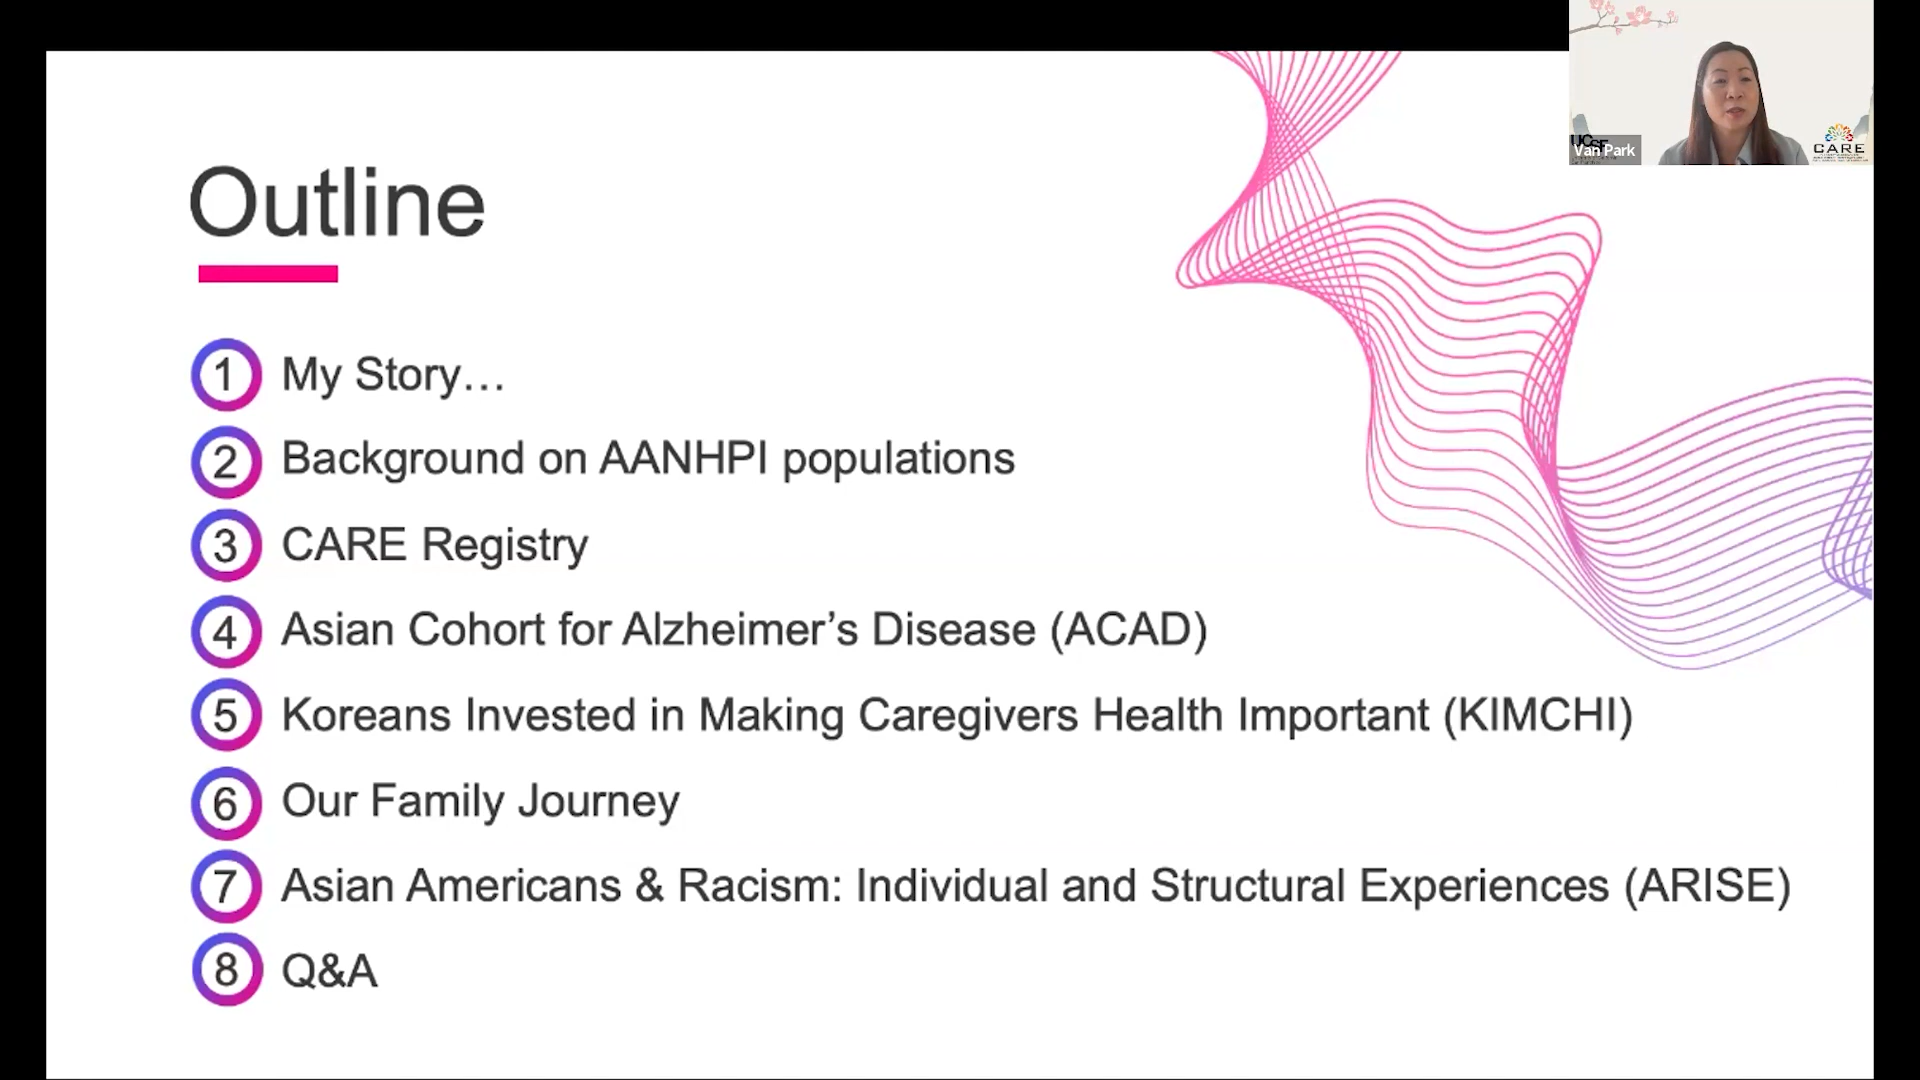 Outline
1 My Story…
2 Background on AANHPI populations
3 CARE Registry
4 Asian Cohort for Alzheimer’s Disease (ACAD)
5 Koreans Invested in Making Caregivers Health Important (KIMCHI)
6 Our Family Journey
7 Asian Americans & Racism: Individual and Structural Experiences (ARISE)
8 Q&A
UCSF
Van Park
CARE